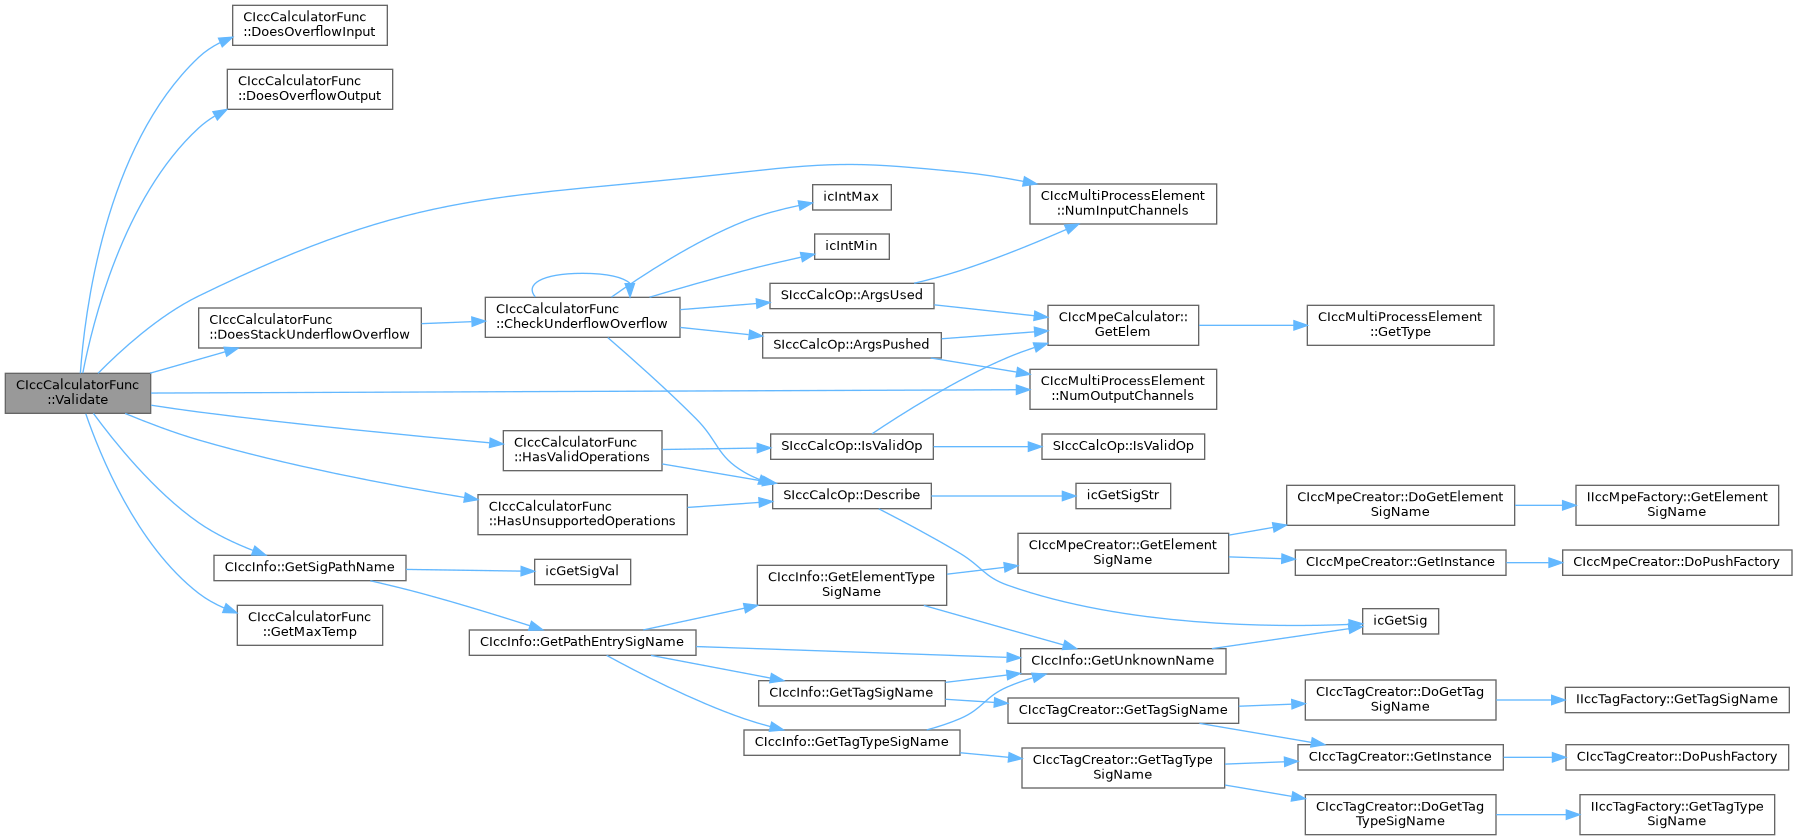 CIccCalculatorFunc
::DoesOverflowInput
CIccCalculatorFunc
::DoesOverflowOutput
CIccMultiProcessElement
::NumInputChannels
icIntMax
icIntMin
SIccCalcOp::ArgsUsed
CIccCalculatorFunc
::CheckUnderflowOverflow
CIccCalculatorFunc
::DoesStackUnderflowOverflow
SIccCalcOp::ArgsPushed
CIccMpeCalculator::
GetElem
CIccMultiProcessElement
::GetType
CIccCalculatorFunc
::Validate
CIccMultiProcessElement
::NumOutputChannels
CIccCalculatorFunc
::HasValidOperations
SIccCalcOp::IsValidOp
SIccCalcOp::IsValidOp
SIccCalcOp::Describe
icGetSigStr
CIccCalculatorFunc
::HasUnsupportedOperations
CIccMpeCreator::DoGetElement
SigName
IIccMpeFactory::GetElement
SigName
CIccMpeCreator::GetElement
SigName
CIccMpeCreator::GetInstance
CIccMpeCreator::DoPushFactory
CIccInfo::GetSigPathName
icGetSigVal
CIccInfo::GetElementType
SigName
CIccCalculatorFunc
::GetMaxTemp
icGetSig
CIccInfo::GetPathEntrySigName
CIccInfo::GetUnknownName
CIccInfo::GetTagSigName
CIccTagCreator::GetTagSigName
CIccTagCreator::DoGetTag
SigName
IIccTagFactory::GetTagSigName
CIccInfo::GetTagTypeSigName
CIccTagCreator::GetTagType
SigName
CIccTagCreator::GetInstance
CIccTagCreator::DoPushFactory
CIccTagCreator::DoGetTag
TypeSigName
IIccTagFactory::GetTagType
SigName